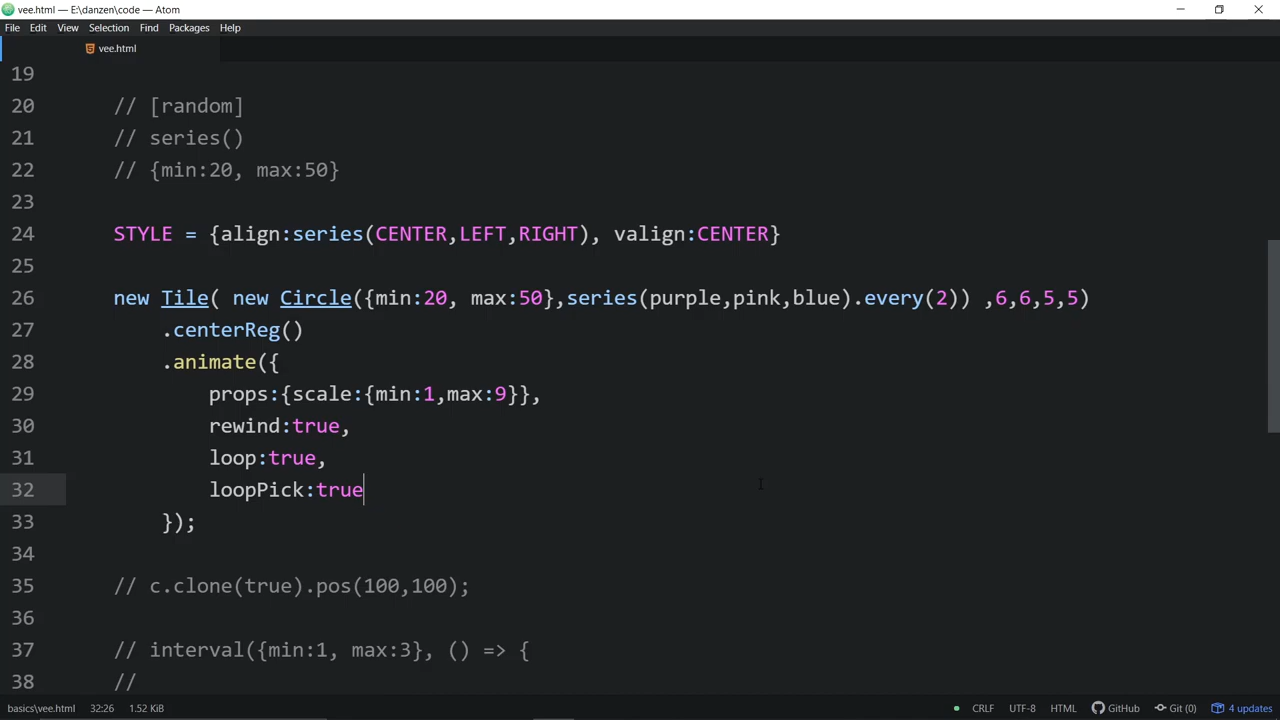 vee.html — E:\danzen\code — Atom
File Edit View Selection Find Packages Help
vee.html
19
20 // [random]
21 // series()
22 // {min:20, max:50}
23
24 STYLE = {align:series(CENTER,LEFT,RIGHT), valign:CENTER}
25
26 new Tile( new Circle({min:20, max:50},series(purple,pink,blue).every(2)) ,6,6,5,5)
27 .centerReg()
28 .animate({
29 props:{scale:{min:1,max:9}},
30 rewind:true,
31 loop:true,
32 loopPick:true
33 });
34
35 // c.clone(true).pos(100,100);
36
37 // interval({min:1, max:3}, () => {
38 //
basics\vee.html 32:26 1.52 KiB CRLF UTF-8 HTML GitHub Git (0) 4 updates